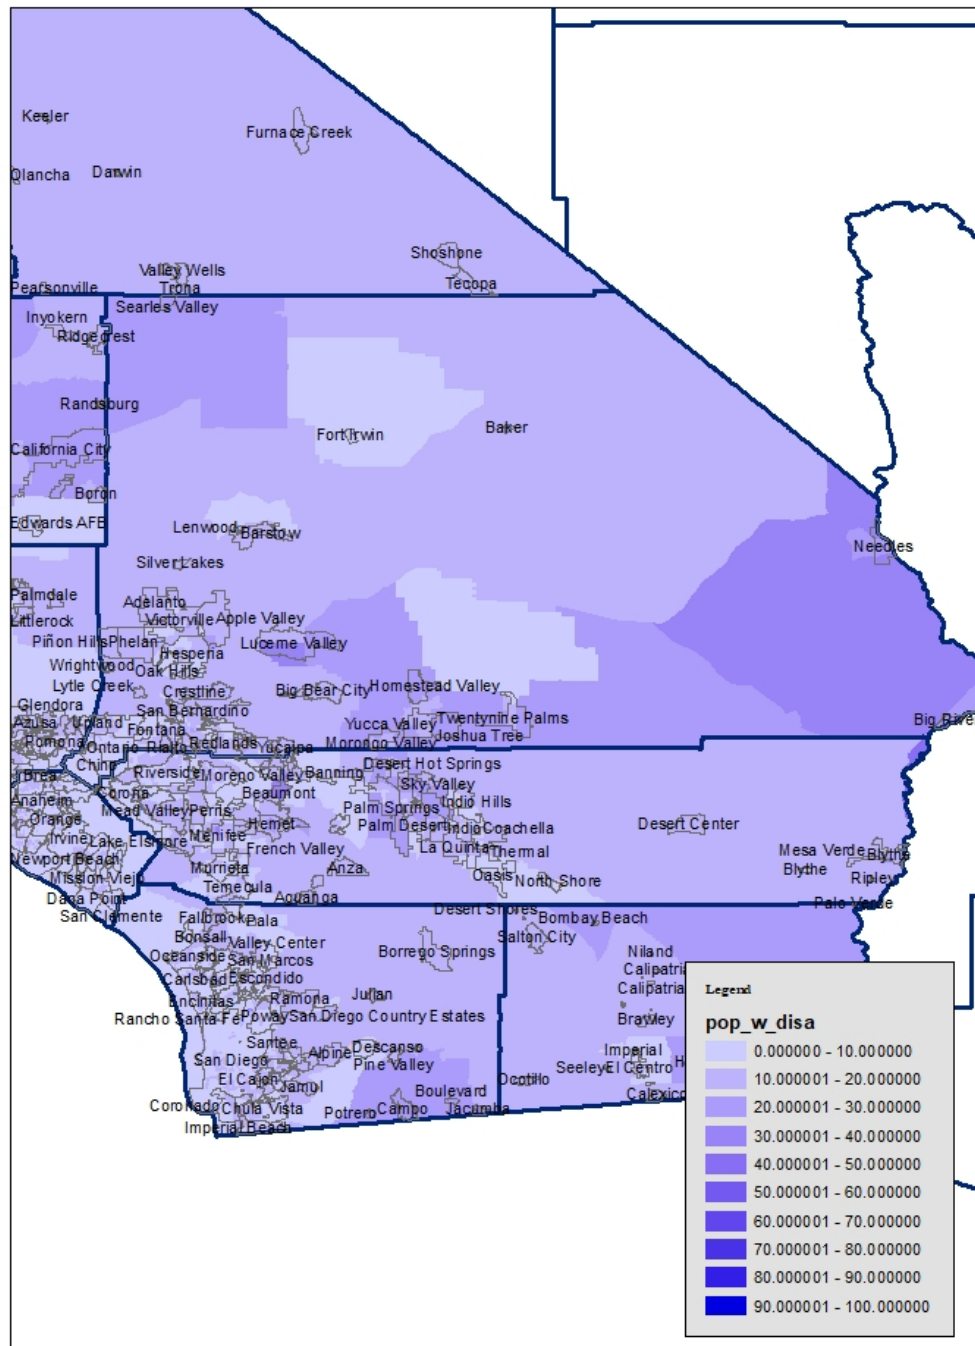 Keeler
Furnace Creek
Olancha
Darwin
Shoshone
Valley Wells
Pearsonville
Trona
Tecopa
Searles Valley
Inyokern
Ridgecrest
Randsburg
Fort Irwin
Baker
California City
Boron
Edwards AFB
Lenwood
Barstow
Needles
Silver Lakes
Palmdale
Adelanto
Littlerock
Victorville
Apple Valley
Piñon Hills
Phelan
Lucerne Valley
Hesperia
Wrightwood
Oak Hills
Lytle Creek
Crestline
Big Bear City
Homestead Valley
Glendora
San Bernardino
Azusa
Upland
Fontana
Yucca Valley
Twentynine Palms
Big River
Pomona
Ontario
Rialto
Redlands
Yucaipa
Morongo Valley
Joshua Tree
Chino
Brea
Riverside
Moreno Valley
Banning
Desert Hot Springs
Corona
Beaumont
Sky Valley
Anaheim
Mead Valley
Perris
Palm Springs
Indio Hills
Orange
Hemet
Palm Desert
Indio
Coachella
Desert Center
Irvine
Lake Elsinore
Menifee
French Valley
La Quinta
Thermal
Mesa Verde
Blythe
Newport Beach
Murrieta
Anza
Blythe
Mission Viejo
Temecula
Oasis
North Shore
Ripley
Dana Point
Aguanga
Palo Verde
San Clemente
Desert Shores
Fallbrook
Pala
Bombay Beach
Bonsall
Valley Center
Salton City
Oceanside
San Marcos
Borrego Springs
Niland
Carlsbad
Escondido
Calipatria
Encinitas
Ramona
Julian
Calipatria
Rancho Santa Fe
Poway
San Diego Country Estates
Brawley
Santee
Descanso
Imperial
San Diego
Alpine
Pine Valley
Seeley
El Centro
H
El Cajon
Jamul
Ocotillo
Boulevard
Coronado
Chula Vista
Potrero
Campo
Jacumba
Calexico
Imperial Beach
Legend
pop_w_disa
0.000000 - 10.000000
10.000001 - 20.000000
20.000001 - 30.000000
30.000001 - 40.000000
40.000001 - 50.000000
50.000001 - 60.000000
60.000001 - 70.000000
70.000001 - 80.000000
80.000001 - 90.000000
90.000001 - 100.000000